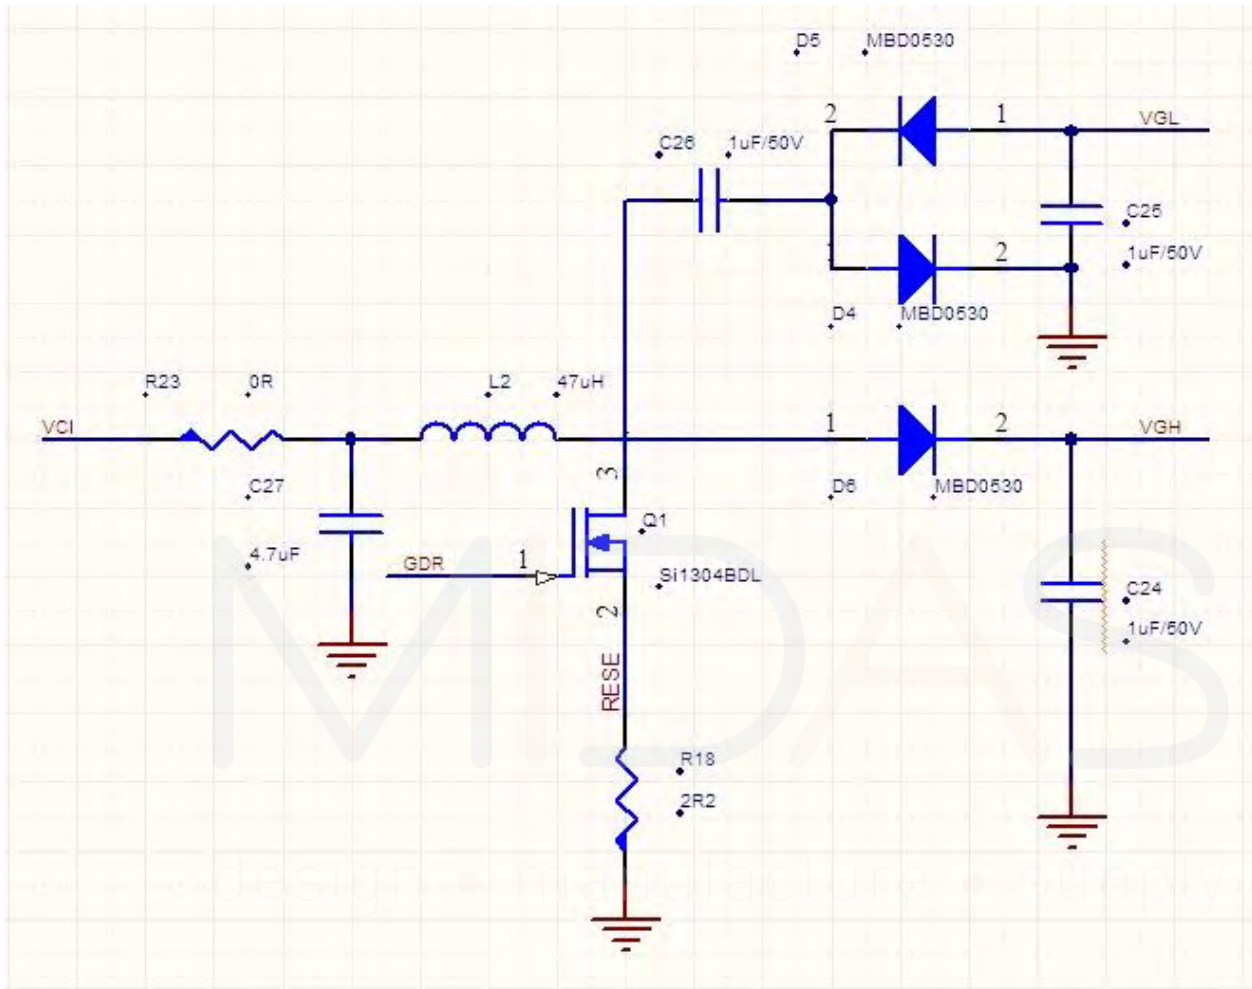 D5 MBD0530
2 1 VGL
C26 1uF/50V
C25
1uF/50V
2
D4 MBD0530
R23 0R L2 47uH
VCI 1 2 VGH
C27 3 D6 MBD0530
Q1
4.7uF GDR 1 Si1304BDL
C24
1uF/50V
2
RESE
R18
2R2
MIDAS
design • manufacture • supply